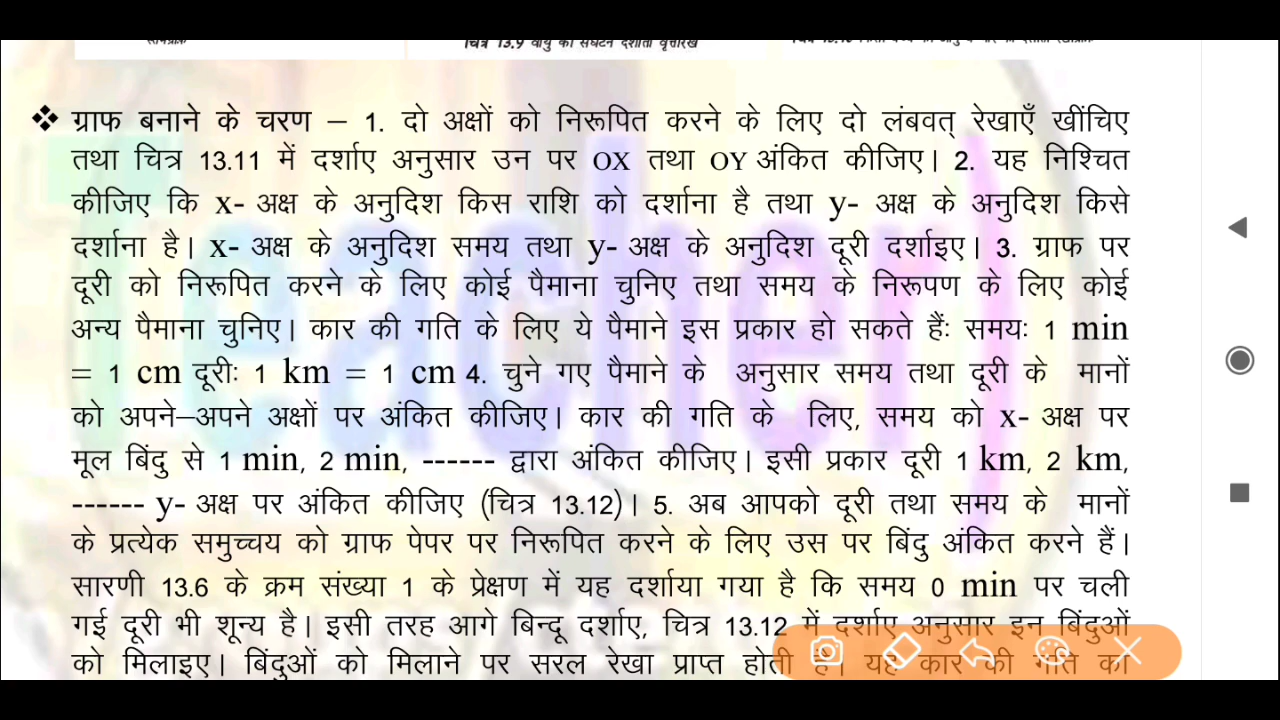 चित्र 13.9 वायु का संघटन दर्शाता वृत्तारेख
❖ ग्राफ बनाने के चरण – 1. दो अक्षों को निरूपित करने के लिए दो लंबवत् रेखाएँ खींचिए
तथा चित्र 13.11 में दर्शाए अनुसार उन पर OX तथा OY अंकित कीजिए। 2. यह निश्चित
कीजिए कि x- अक्ष के अनुदिश किस राशि को दर्शाना है तथा y- अक्ष के अनुदिश किसे
दर्शाना है। x- अक्ष के अनुदिश समय तथा y- अक्ष के अनुदिश दूरी दर्शाइए। 3. ग्राफ पर
दूरी को निरूपित करने के लिए कोई पैमाना चुनिए तथा समय के निरूपण के लिए कोई
अन्य पैमाना चुनिए। कार की गति के लिए ये पैमाने इस प्रकार हो सकते हैंः समयः 1 min
= 1 cm दूरीः 1 km = 1 cm 4. चुने गए पैमाने के अनुसार समय तथा दूरी के मानों
को अपने–अपने अक्षों पर अंकित कीजिए। कार की गति के लिए, समय को x- अक्ष पर
मूल बिंदु से 1 min, 2 min, ------ द्वारा अंकित कीजिए। इसी प्रकार दूरी 1 km, 2 km,
------ y- अक्ष पर अंकित कीजिए (चित्र 13.12)। 5. अब आपको दूरी तथा समय के मानों
के प्रत्येक समुच्चय को ग्राफ पेपर पर निरूपित करने के लिए उस पर बिंदु अंकित करने हैं।
सारणी 13.6 के क्रम संख्या 1 के प्रेक्षण में यह दर्शाया गया है कि समय 0 min पर चली
गई दूरी भी शून्य है। इसी तरह आगे बिन्दू दर्शाए, चित्र 13.12 में दर्शाए अनुसार इन बिंदुओं
को मिलाइए। बिंदुओं को मिलाने पर सरल रेखा प्राप्त होती है। यह कार की गति का